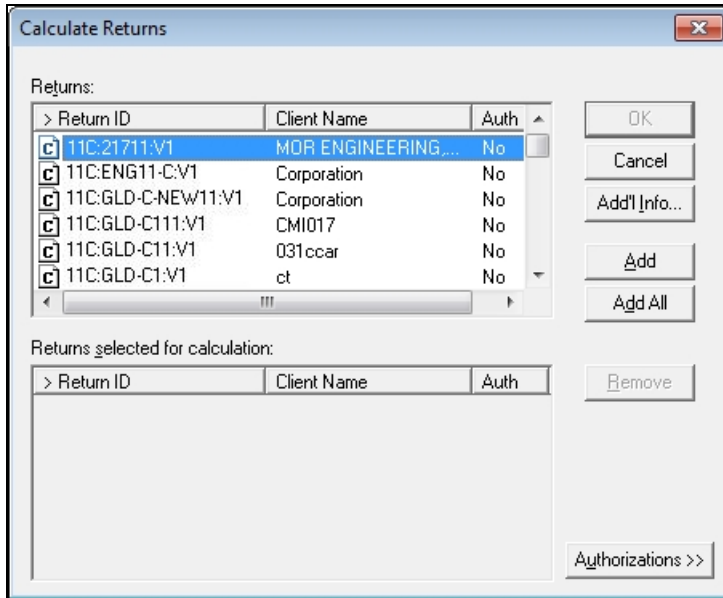 Calculate Returns
Returns:
> Return ID Client Name Auth
c 11C:21711:V1 MOR ENGINEERING,... No
c 11C:ENG11-C:V1 Corporation No
c 11C:GLD-C-NEW11:V1 Corporation No
c 11C:GLD-C111:V1 CMI017 No
c 11C:GLD-C11:V1 031ccar No
c 11C:GLD-C1:V1 ct No
OK
Cancel
Add'l Info...
Add
Add All
Returns selected for calculation:
> Return ID Client Name Auth
Remove
Authorizations >>